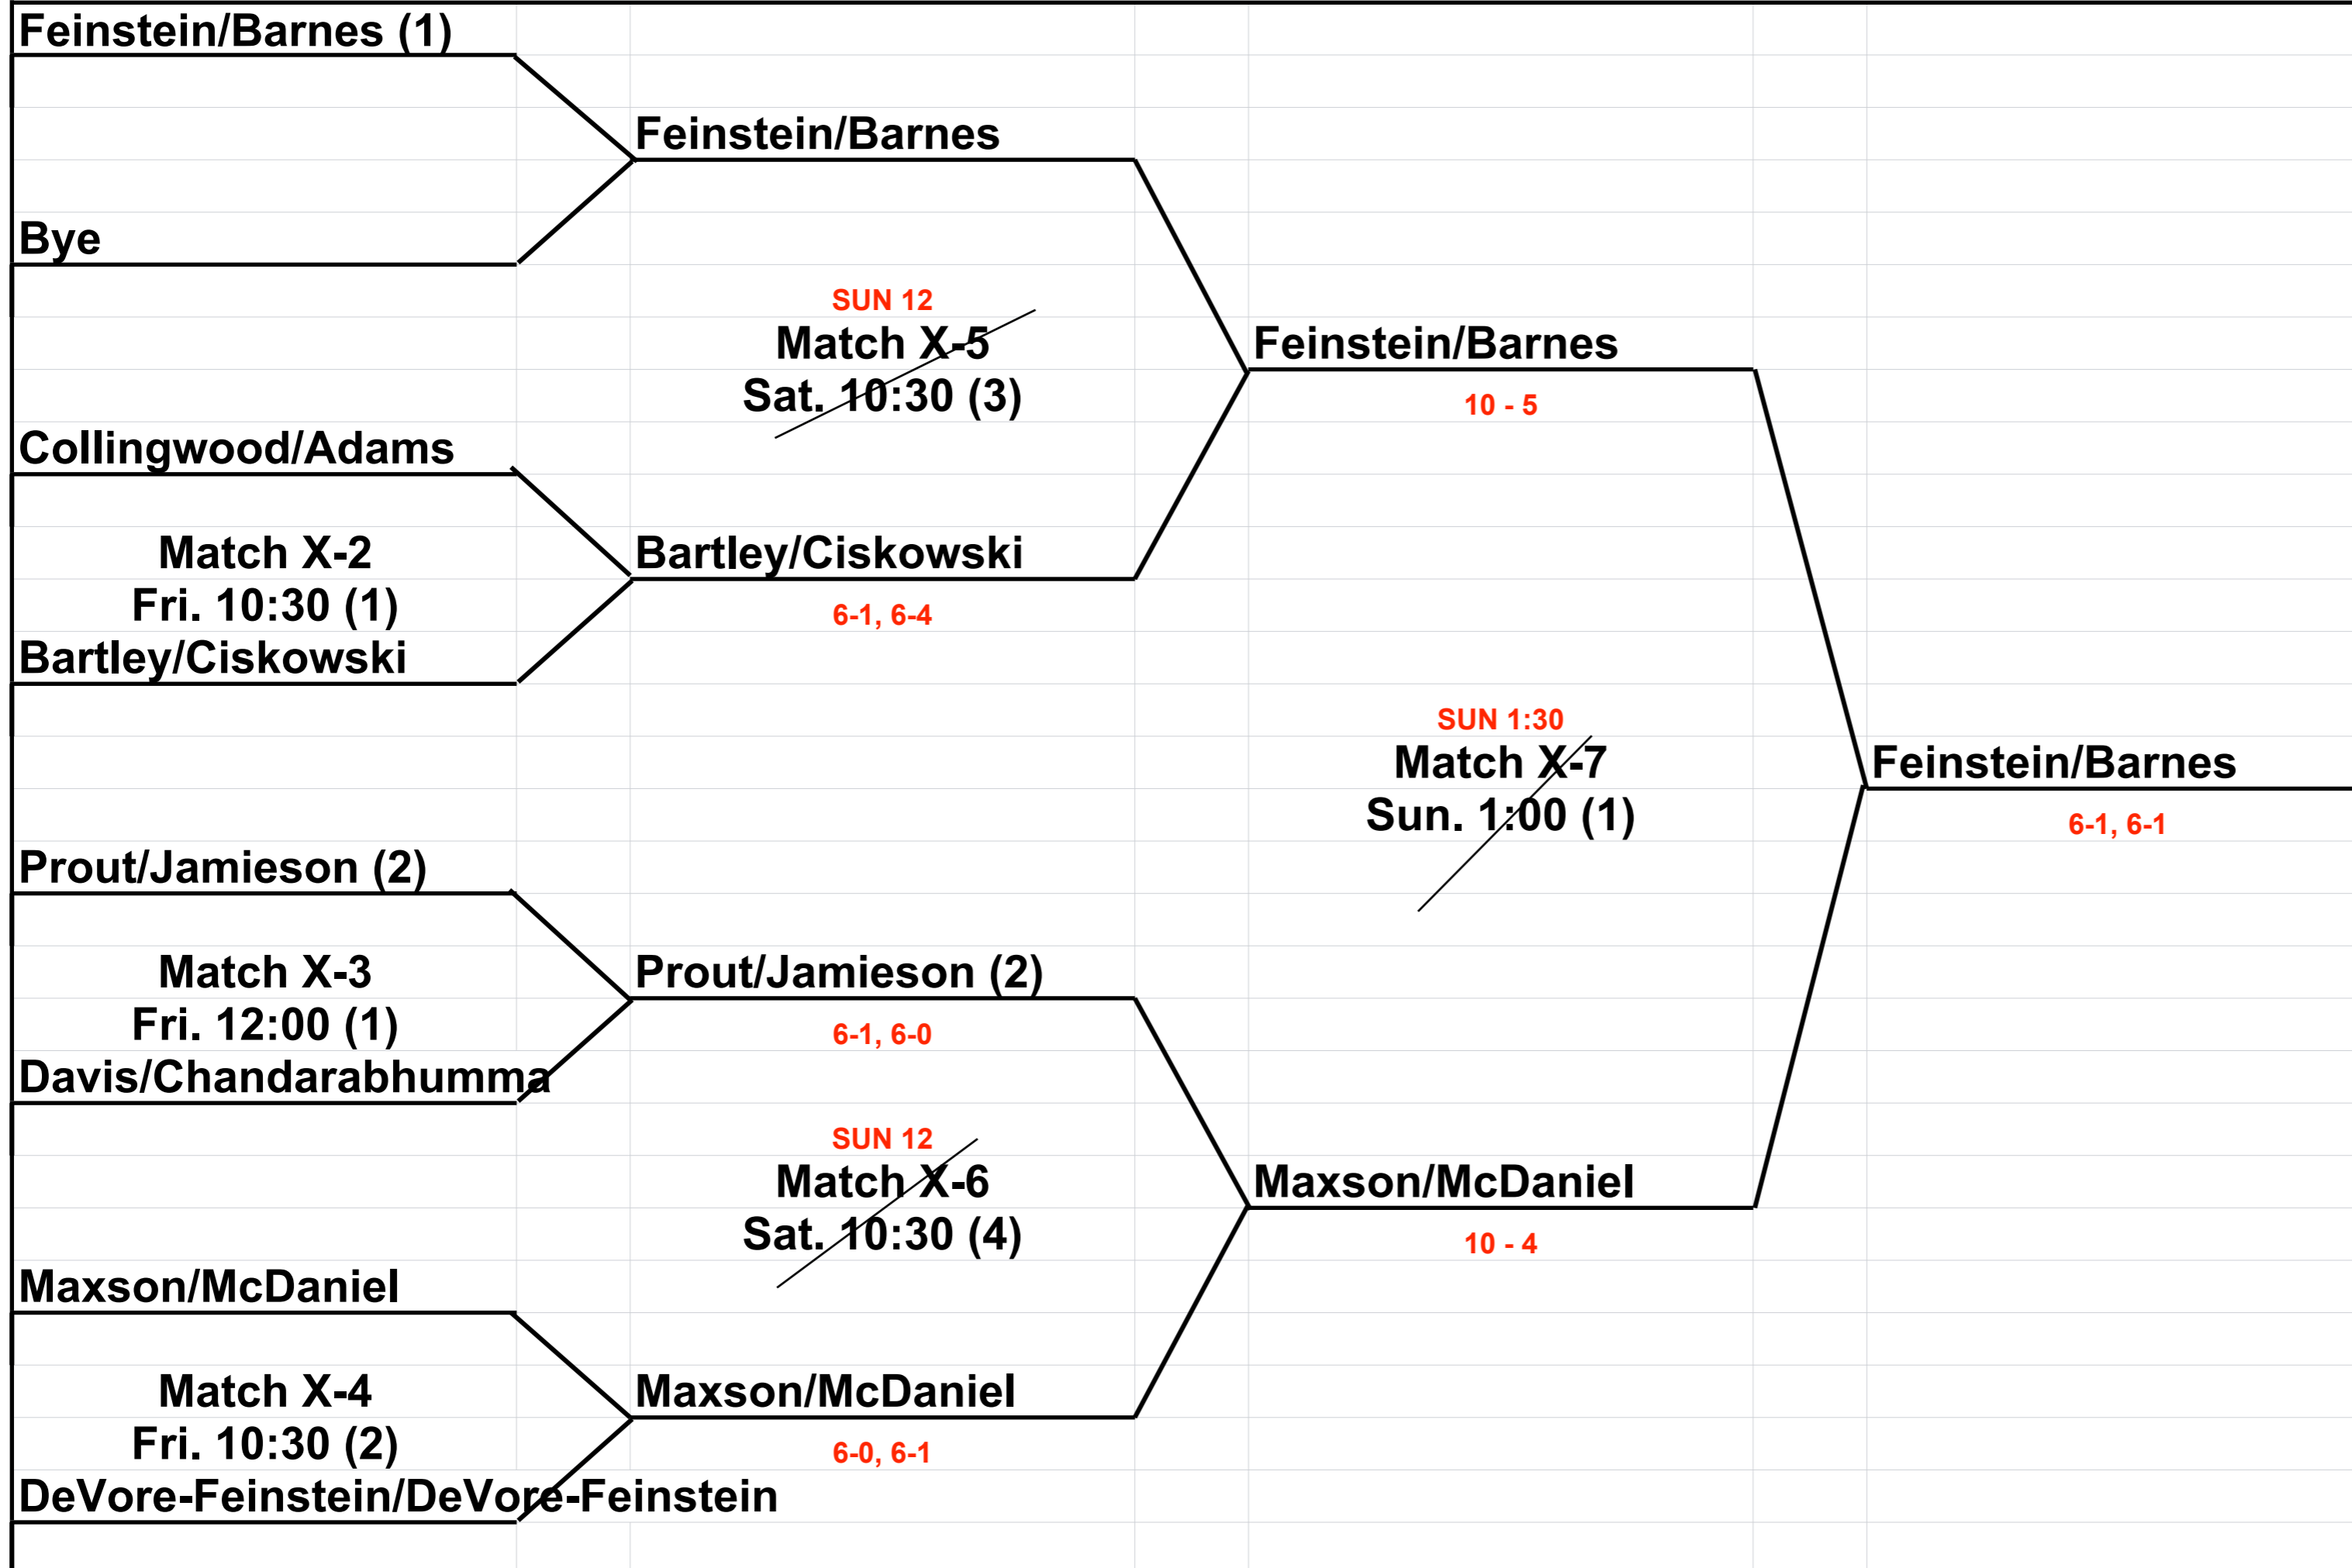 Feinstein/Barnes (1)
Feinstein/Barnes
Bye
SUN 12
Match X-5
Sat. 10:30 (3)
Feinstein/Barnes
10 - 5
Collingwood/Adams
Match X-2
Fri. 10:30 (1)
Bartley/Ciskowski
Bartley/Ciskowski
6-1, 6-4
SUN 1:30
Match X-7
Sun. 1:00 (1)
Feinstein/Barnes
6-1, 6-1
Prout/Jamieson (2)
Match X-3
Fri. 12:00 (1)
Davis/Chandarabhumma
Prout/Jamieson (2)
6-1, 6-0
SUN 12
Match X-6
Sat. 10:30 (4)
Maxson/McDaniel
10 - 4
Maxson/McDaniel
Match X-4
Fri. 10:30 (2)
DeVore-Feinstein/DeVore-Feinstein
Maxson/McDaniel
6-0, 6-1